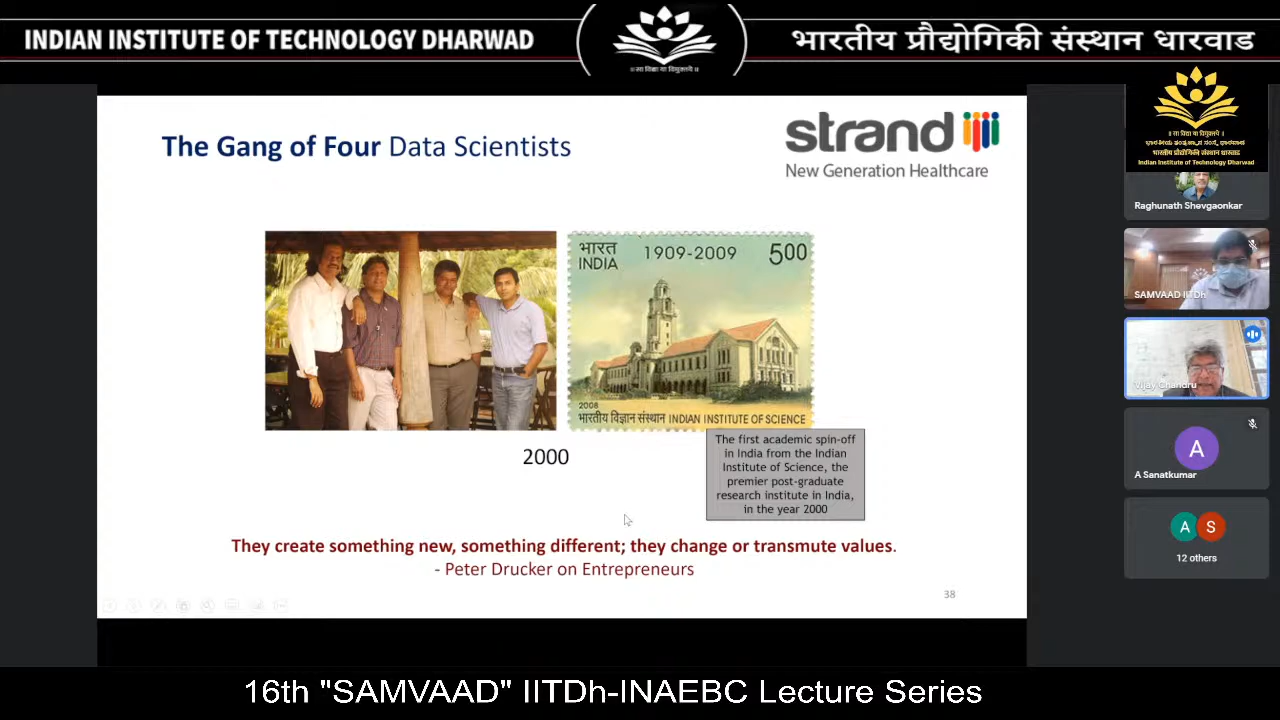 INDIAN INSTITUTE OF TECHNOLOGY DHARWAD
भारतीय प्रौद्योगिकी संस्थान धारवाड
The Gang of Four Data Scientists
strand
New Generation Healthcare
भारत
INDIA
1909-2009
500
2008
भारतीय विज्ञान संस्थान INDIAN INSTITUTE OF SCIENCE
2000
The first academic spin-off
in India from the Indian
Institute of Science, the
premier post-graduate
research institute in India,
in the year 2000
They create something new, something different; they change or transmute values.
- Peter Drucker on Entrepreneurs
38
भारतीय प्रौद्योगिकी संस्थान धारवाड
Indian Institute of Technology Dharwad
Raghunath Shevgaonkar
SAMVAAD IITDh
Vijay Chandru
A
A Sanatkumar
A S
12 others
16th "SAMVAAD" IITDh-INAEBC Lecture Series